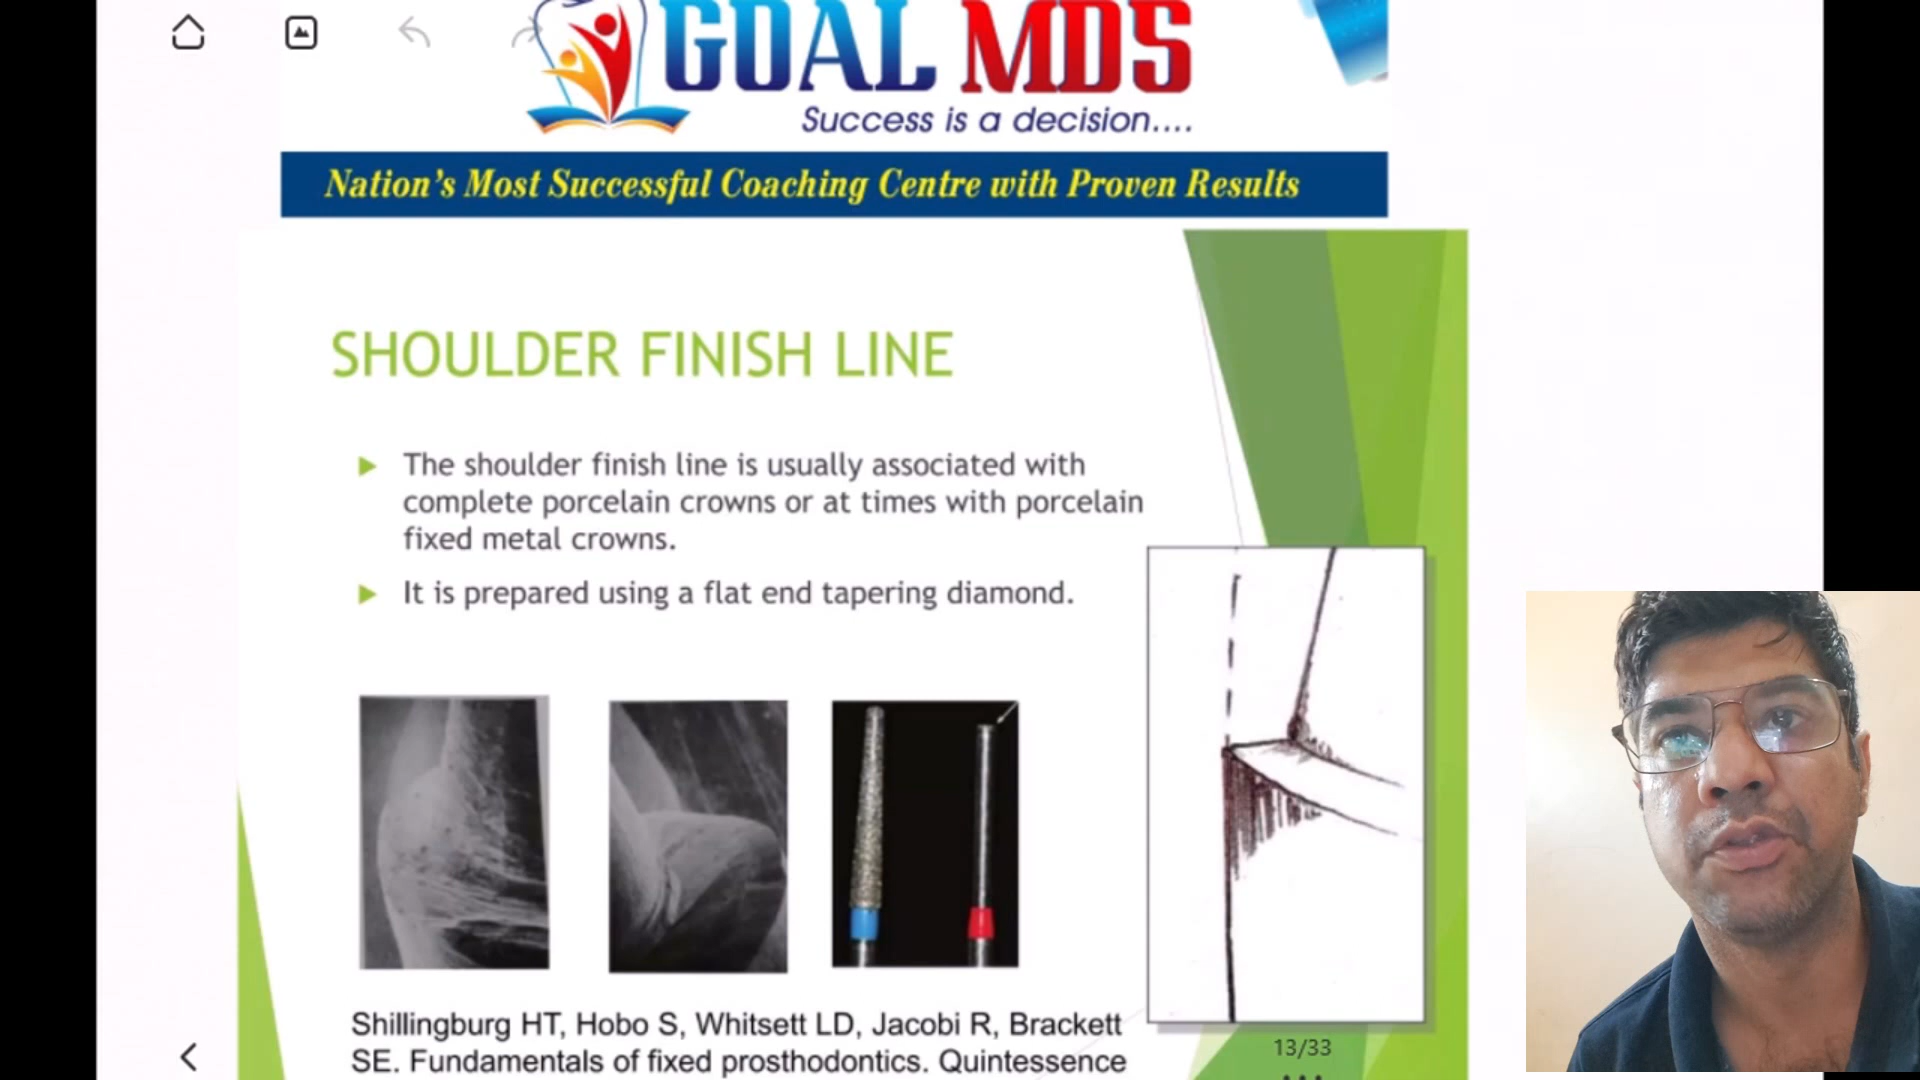 GOAL MDS
Success is a decision....
Nation's Most Successful Coaching Centre with Proven Results
SHOULDER FINISH LINE
The shoulder finish line is usually associated with
complete porcelain crowns or at times with porcelain
fixed metal crowns.
It is prepared using a flat end tapering diamond.
Shillingburg HT, Hobo S, Whitsett LD, Jacobi R, Brackett
SE. Fundamentals of fixed prosthodontics. Quintessence
13/33